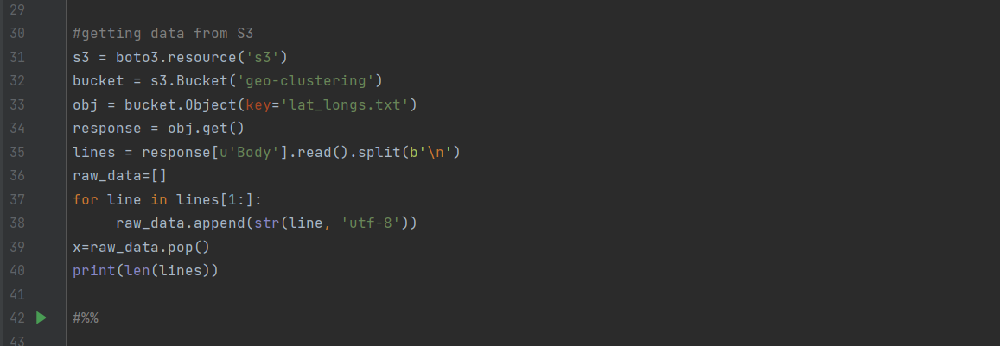 29
30 #getting data from S3
31 s3 = boto3.resource('s3')
32 bucket = s3.Bucket('geo-clustering')
33 obj = bucket.Object(key='lat_longs.txt')
34 response = obj.get()
35 lines = response[u'Body'].read().split(b'\n')
36 raw_data=[]
37 for line in lines[1:]:
38     raw_data.append(str(line, 'utf-8'))
39 x=raw_data.pop()
40 print(len(lines))
41
42 #%%
43